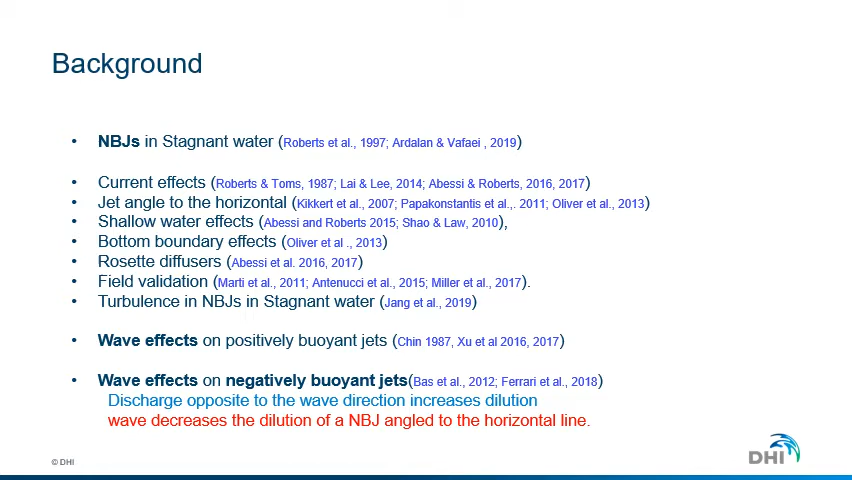 Background
• NBJs in Stagnant water (Roberts et al., 1997; Ardalan & Vafaei , 2019)
• Current effects (Roberts & Toms, 1987; Lai & Lee, 2014; Abessi & Roberts, 2016, 2017)
• Jet angle to the horizontal (Kikkert et al., 2007; Papakonstantis et al.,. 2011; Oliver et al., 2013)
• Shallow water effects (Abessi and Roberts 2015; Shao & Law, 2010),
• Bottom boundary effects (Oliver et al ., 2013)
• Rosette diffusers (Abessi et al. 2016, 2017)
• Field validation (Marti et al., 2011; Antenucci et al., 2015; Miller et al., 2017).
• Turbulence in NBJs in Stagnant water (Jang et al., 2019)
• Wave effects on positively buoyant jets (Chin 1987, Xu et al 2016, 2017)
• Wave effects on negatively buoyant jets(Bas et al., 2012; Ferrari et al., 2018)
Discharge opposite to the wave direction increases dilution
wave decreases the dilution of a NBJ angled to the horizontal line.
© DHI
DHI